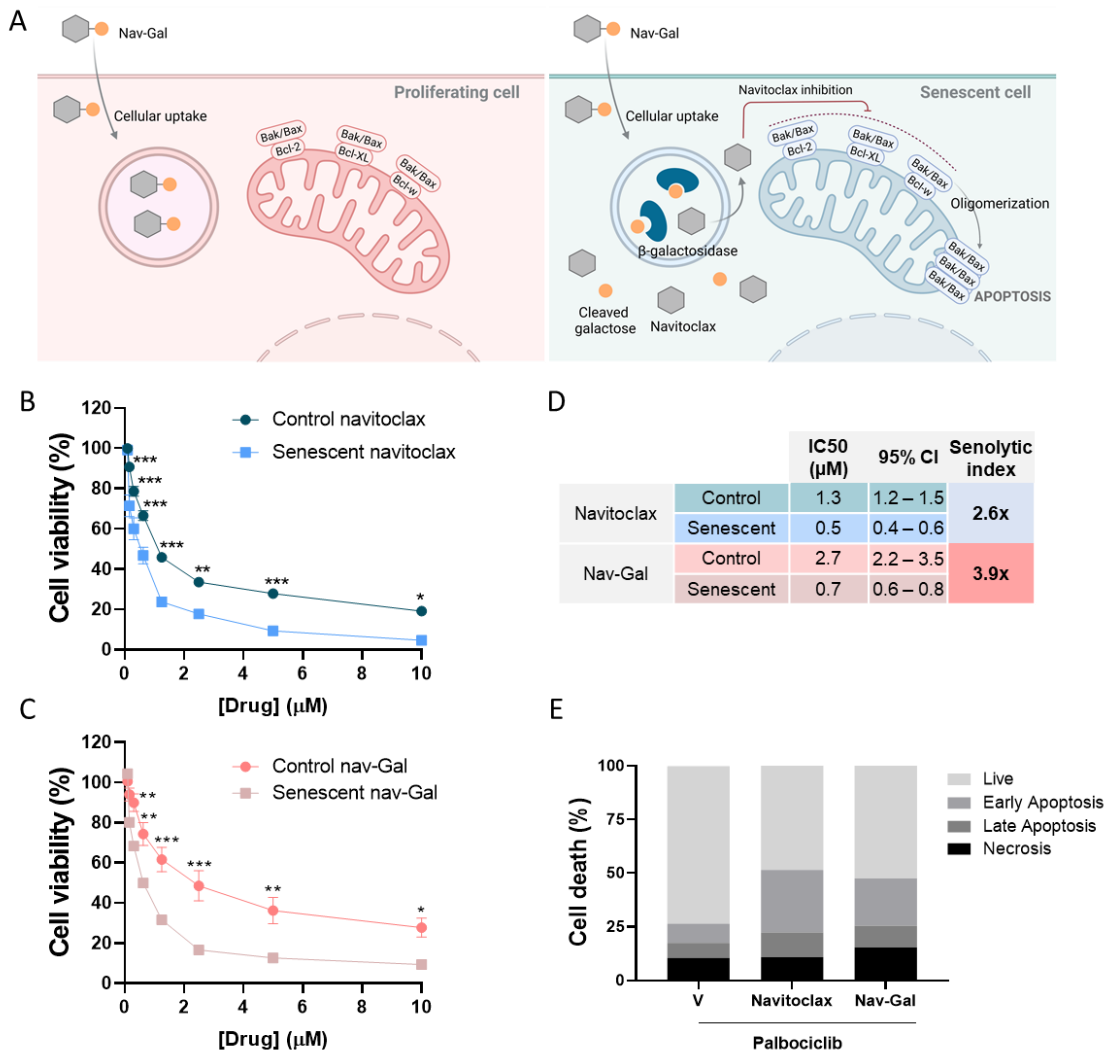 A
Nav-Gal
Proliferating cell
Cellular uptake
Bak/Bax
Bcl-2
Bak/Bax
Bcl-XL
Bak/Bax
Bcl-w
Nav-Gal
Navitoclax inhibition
Senescent cell
Cellular uptake
Bak/Bax
Bcl-2
Bak/Bax
Bcl-XL
Bak/Bax
Bcl-w
Oligomerization
β-galactosidase
Bak/Bax
Bak/Bax
Bak/Bax
APOPTOSIS
Cleaved
galactose
Navitoclax
B
Cell viability (%)
120
100
80
60
40
20
0
Control navitoclax
Senescent navitoclax
***
***
***
***
**
***
*
0 2 4 6 8 10
[Drug] (μM)
C
Cell viability (%)
120
100
80
60
40
20
0
Control nav-Gal
Senescent nav-Gal
**
**
***
***
**
*
0 2 4 6 8 10
[Drug] (μM)
D
IC50 (μM) 95% CI Senolytic index
Navitoclax Control 1.3 1.2 – 1.5 2.6x
Senescent 0.5 0.4 – 0.6
Nav-Gal Control 2.7 2.2 – 3.5 3.9x
Senescent 0.7 0.6 – 0.8
E
Cell death (%)
100
75
50
25
0
Live
Early Apoptosis
Late Apoptosis
Necrosis
V Navitoclax Nav-Gal
Palbociclib